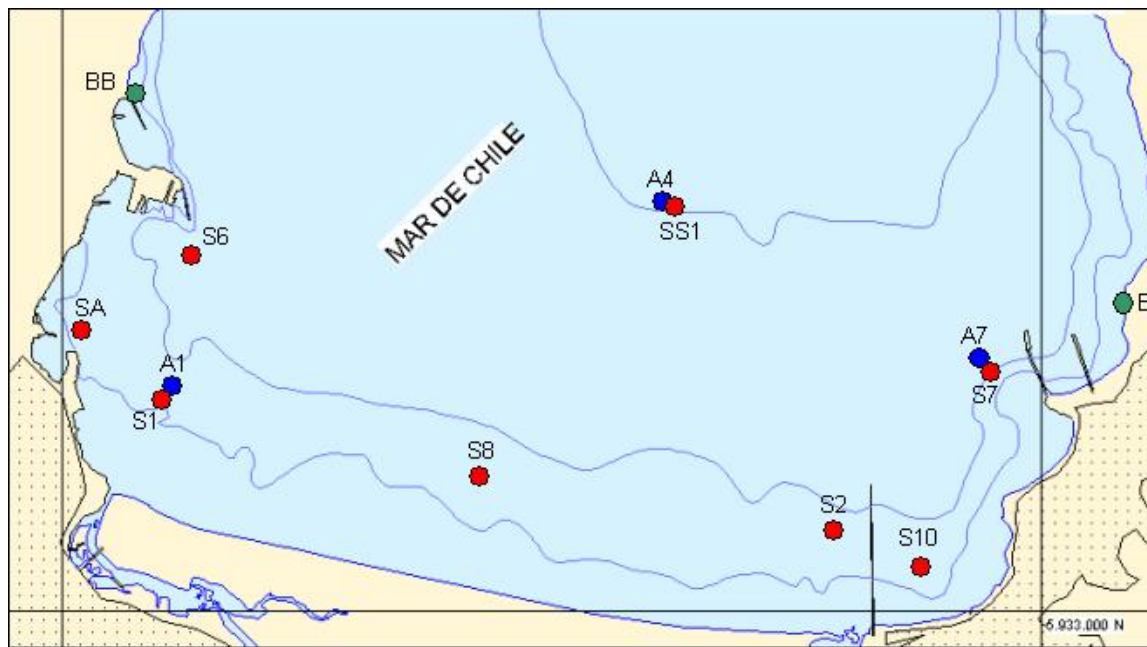 BB
A4
MAR DE CHILE
SS1
S6
SA
A7
A1
S7
S1
S8
S2
S10
5.933.000 N